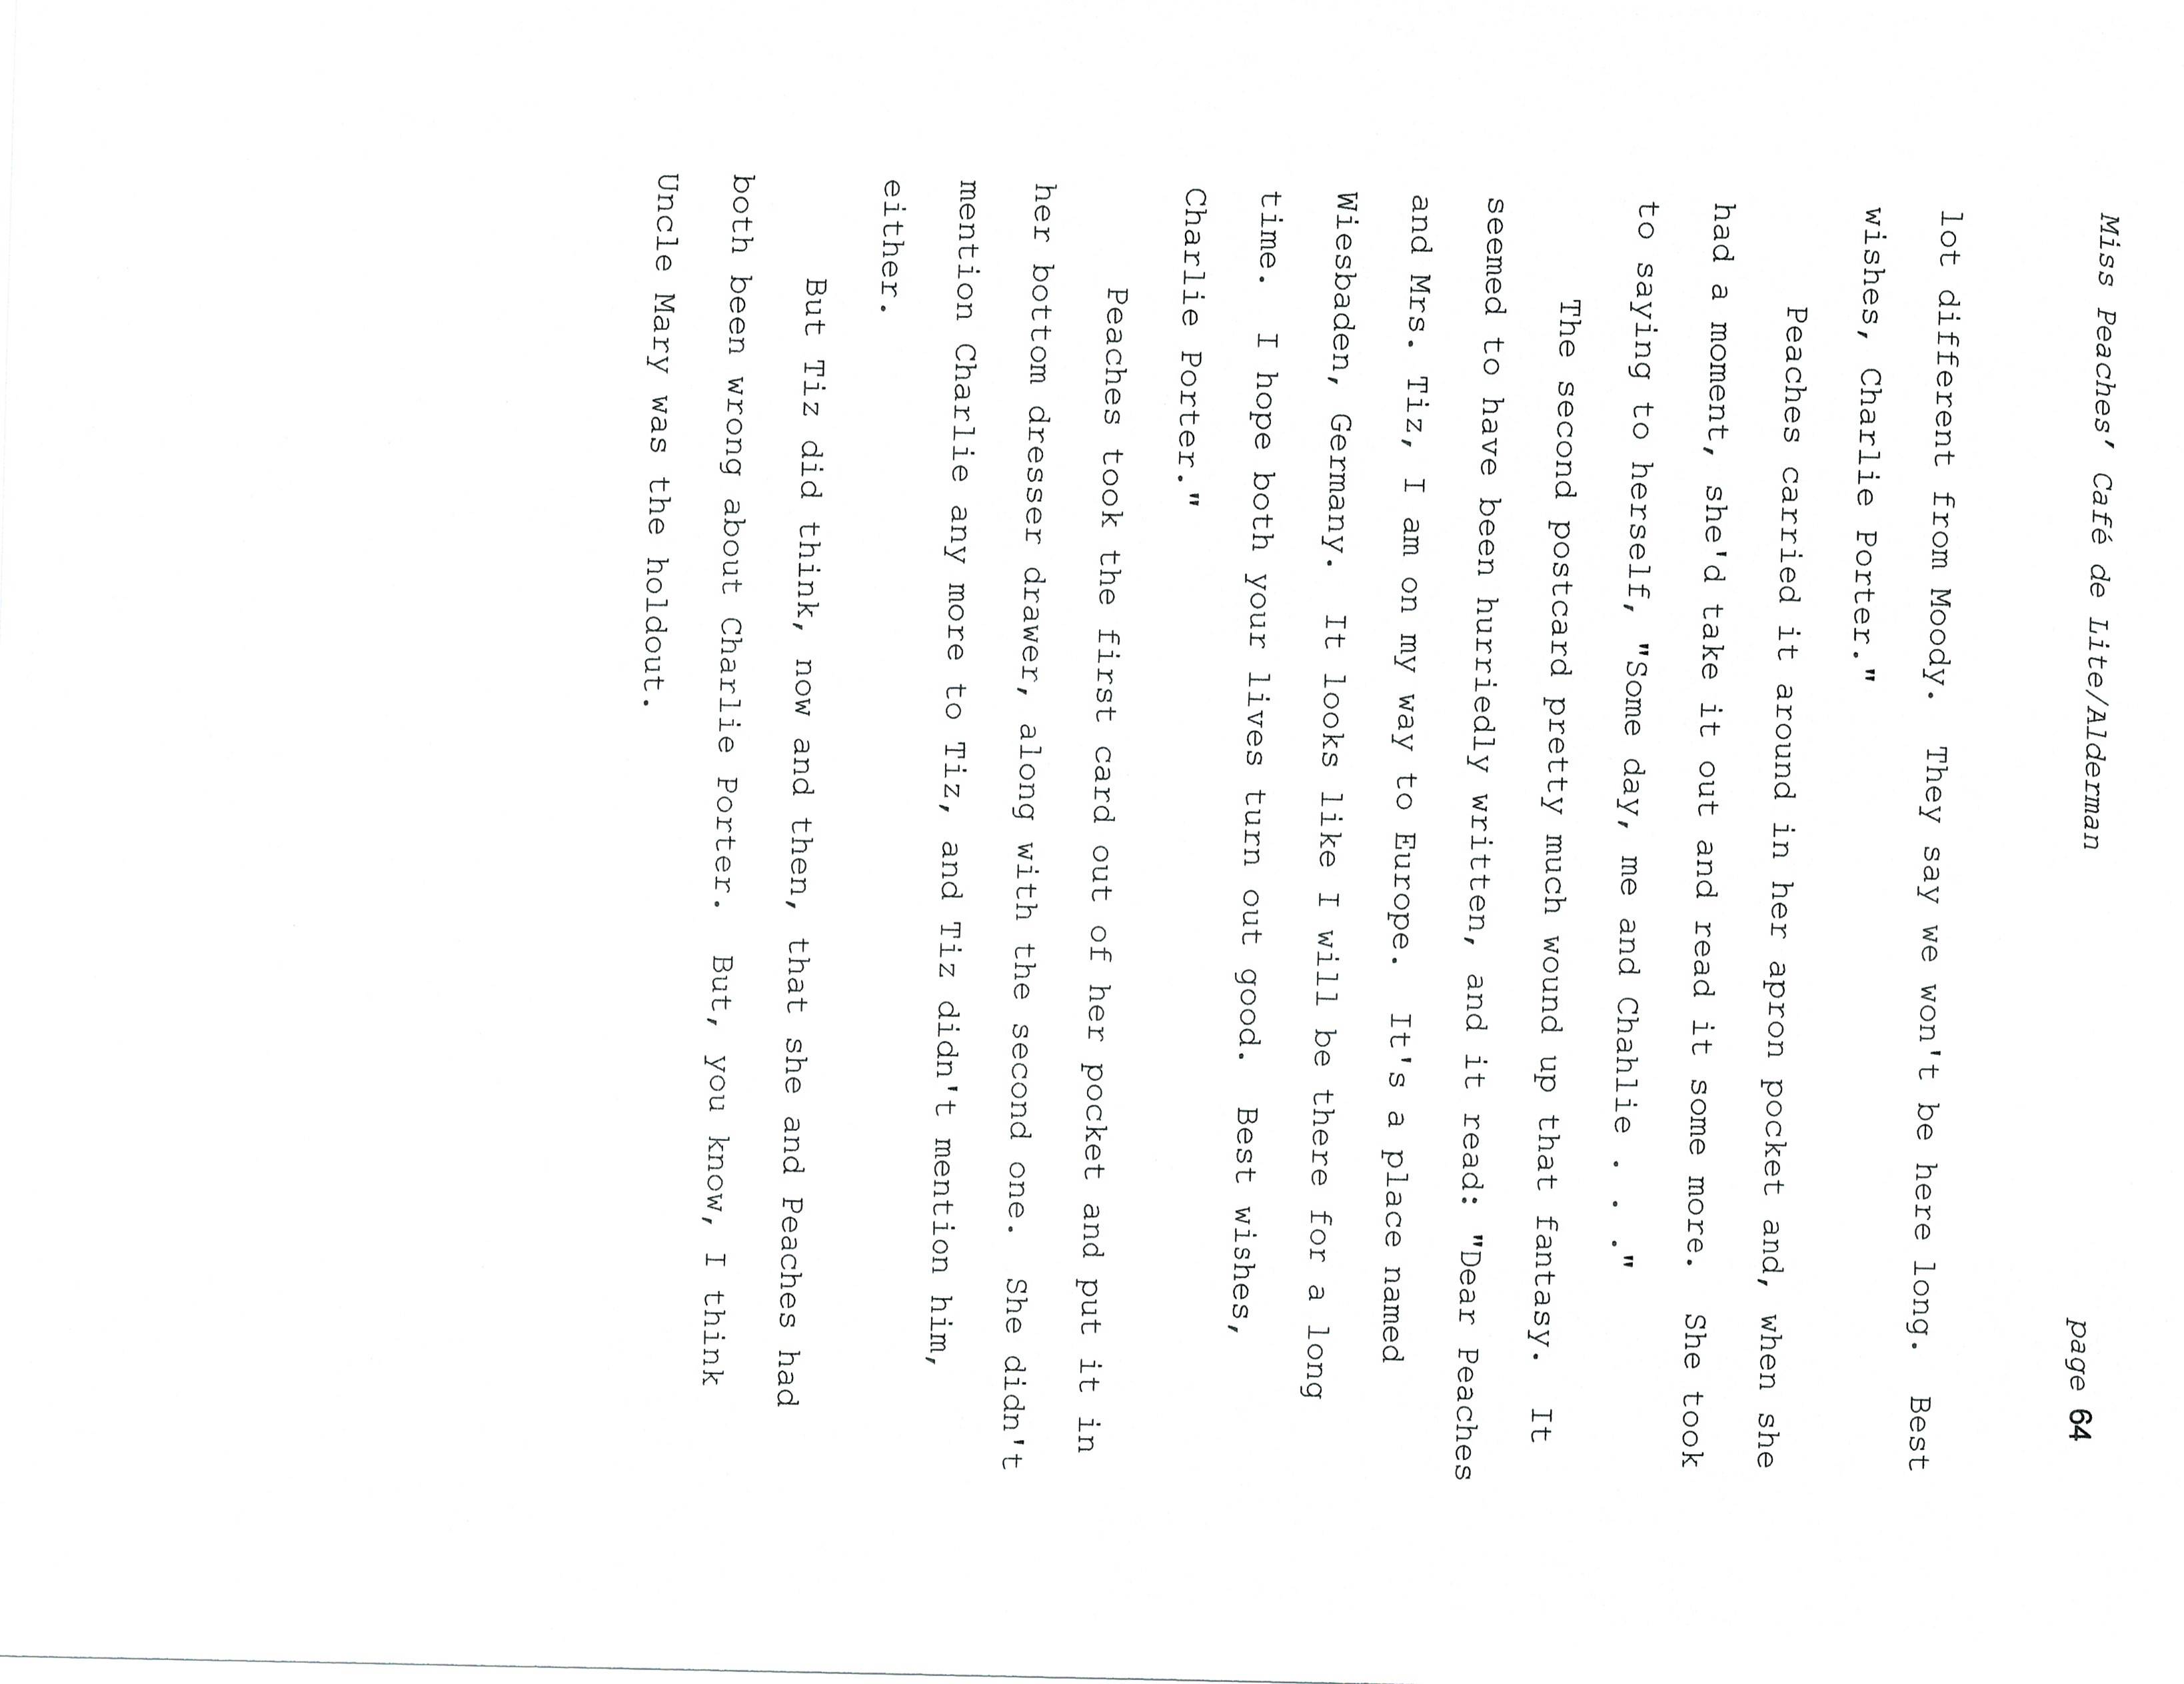 Miss Peaches’ Café de Lite/Alderman page 64
lot different from Moody.  They say we won't be here long.  Best
wishes, Charlie Porter."
Peaches carried it around in her apron pocket and, when she
had a moment, she'd take it out and read it some more.  She took
to saying to herself, "Some day, me and Chahlie . . ."
The second postcard pretty much wound up that fantasy.  It
seemed to have been hurriedly written, and it read: "Dear Peaches
and Mrs. Tiz, I am on my way to Europe.  It's a place named
Wiesbaden, Germany.  It looks like I will be there for a long
time.  I hope both your lives turn out good.  Best wishes,
Charlie Porter."
Peaches took the first card out of her pocket and put it in
her bottom dresser drawer, along with the second one.  She didn't
mention Charlie any more to Tiz, and Tiz didn't mention him,
either.
But Tiz did think, now and then, that she and Peaches had
both been wrong about Charlie Porter.  But, you know, I think
Uncle Mary was the holdout.